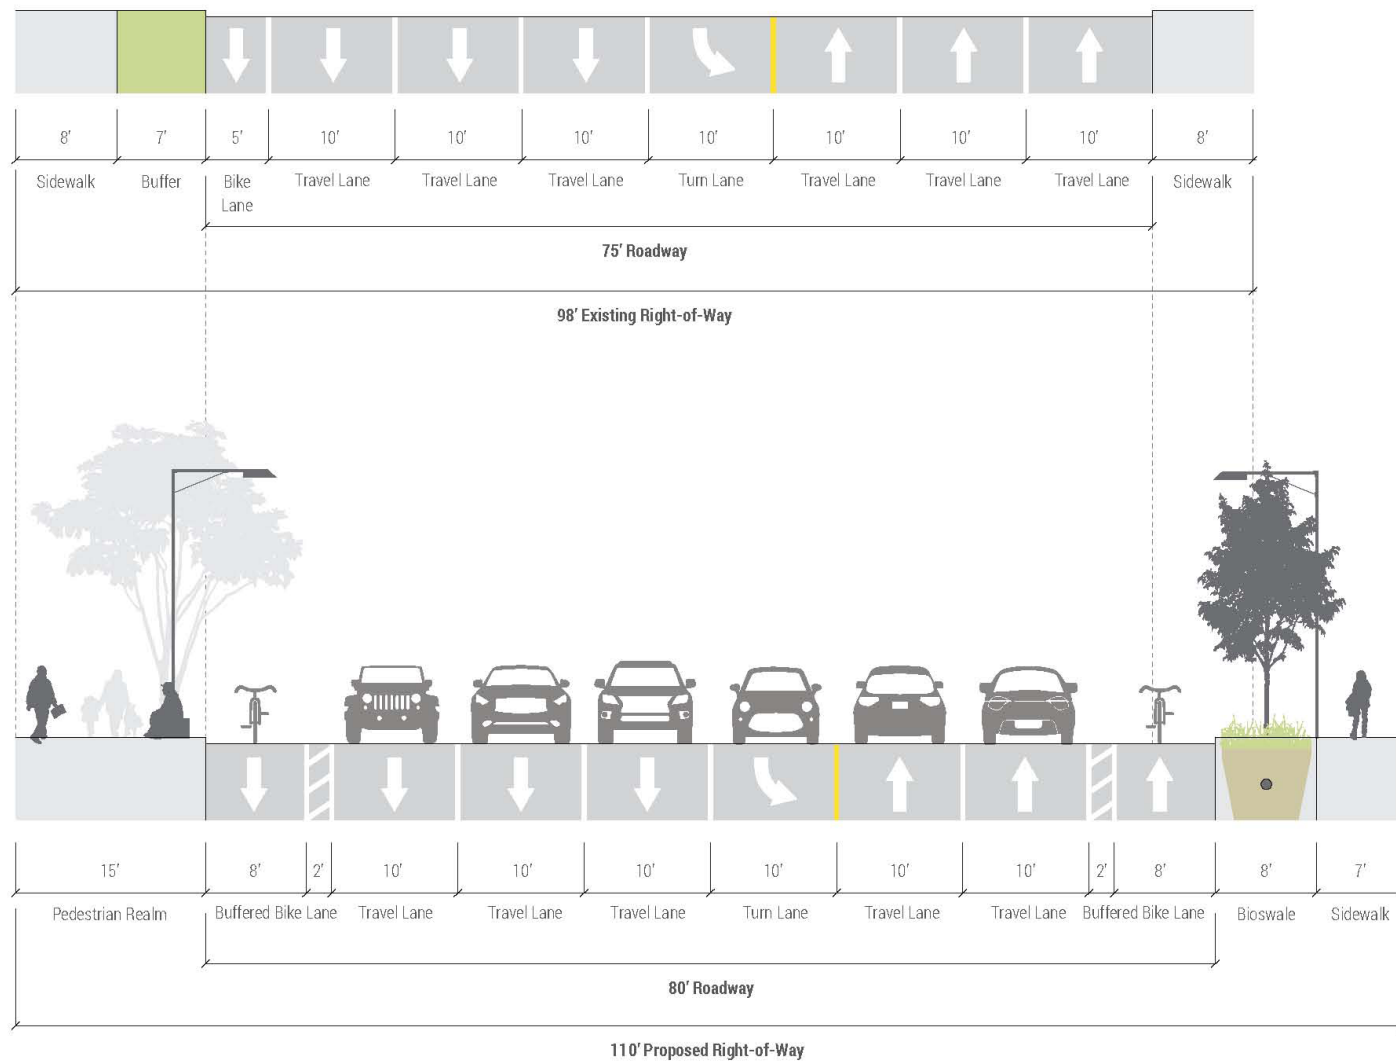 8' 7' 5' 10' 10' 10' 10' 10' 10' 10' 8'
Sidewalk Buffer Bike Travel Lane Travel Lane Travel Lane Turn Lane Travel Lane Travel Lane Travel Lane Sidewalk
Lane
75' Roadway
98' Existing Right-of-Way
15' 8' 2' 10' 10' 10' 10' 10' 10' 2' 8' 8' 7'
Pedestrian Realm Buffered Bike Lane Travel Lane Travel Lane Travel Lane Turn Lane Travel Lane Travel Lane Buffered Bike Lane Bioswale Sidewalk
80' Roadway
110' Proposed Right-of-Way